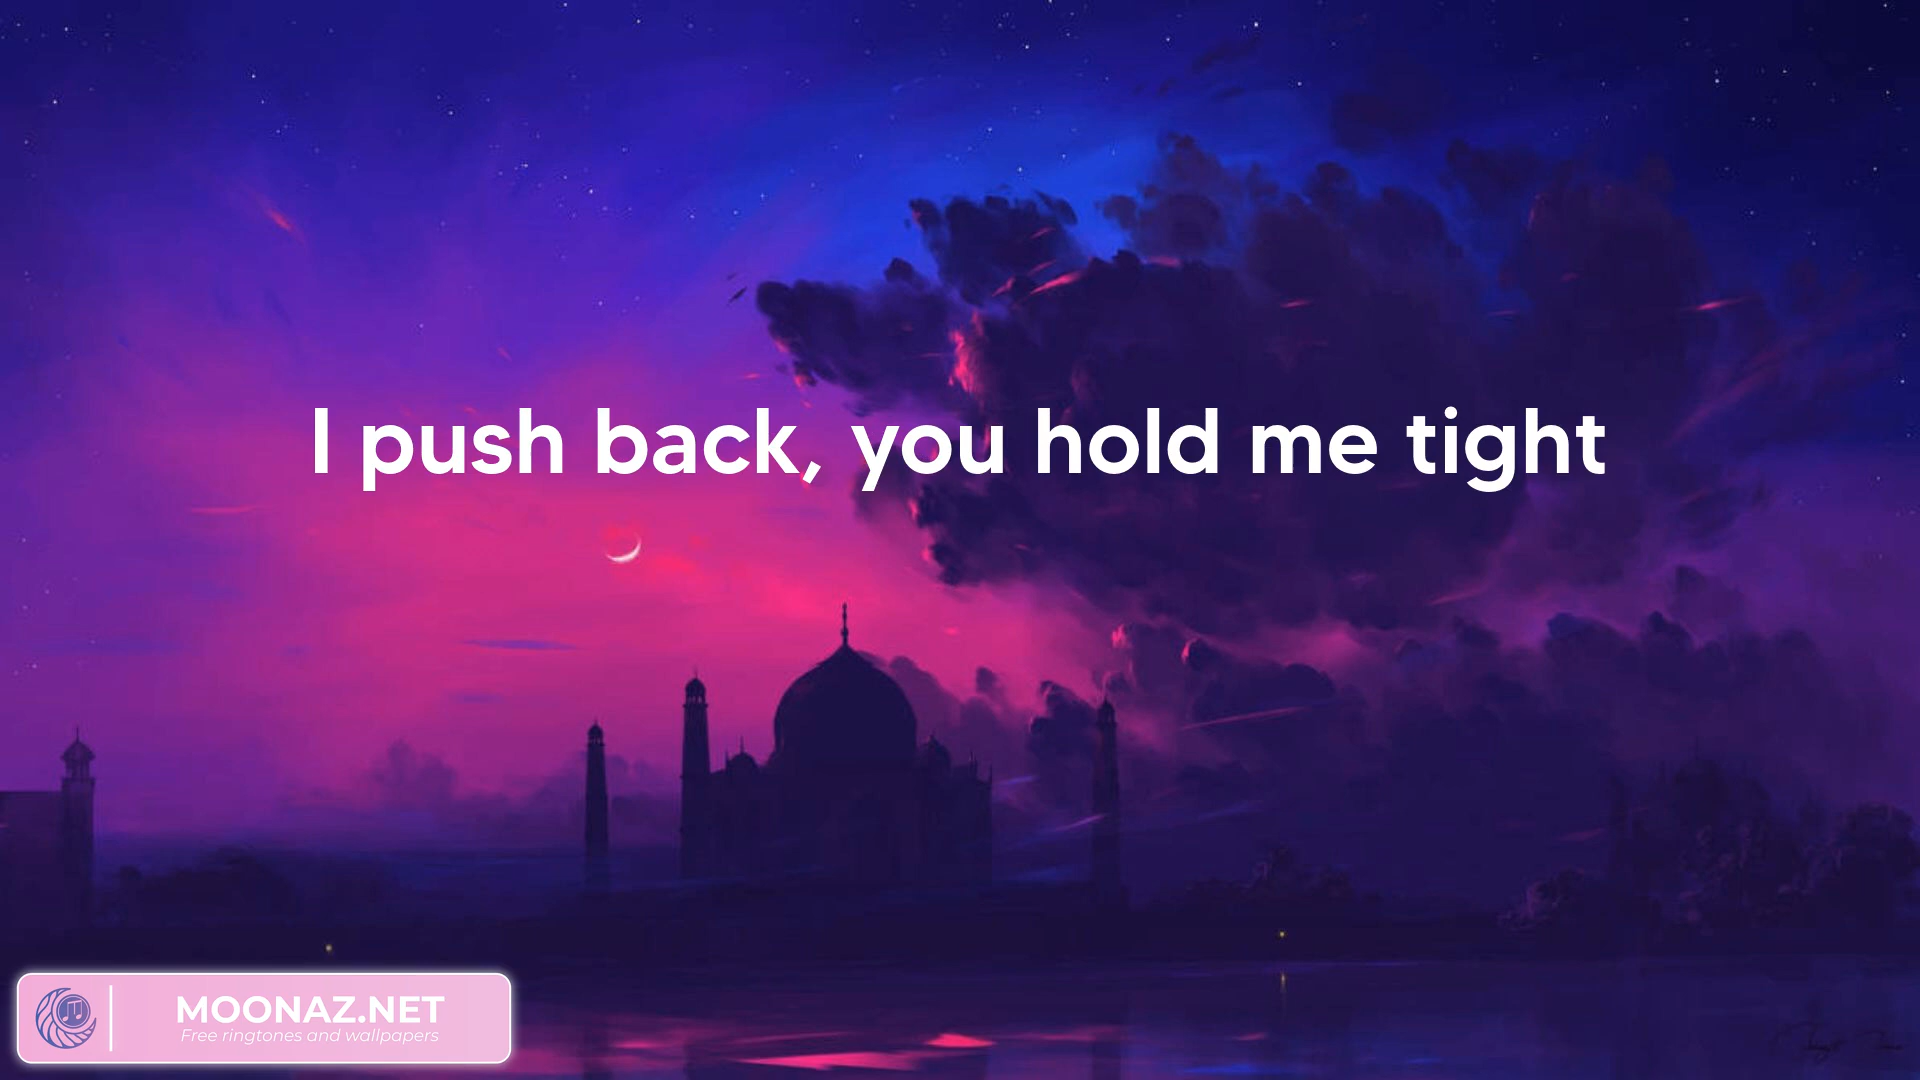 I push back, you hold me tight
MOONAZ.NET
Free ringtones and wallpapers